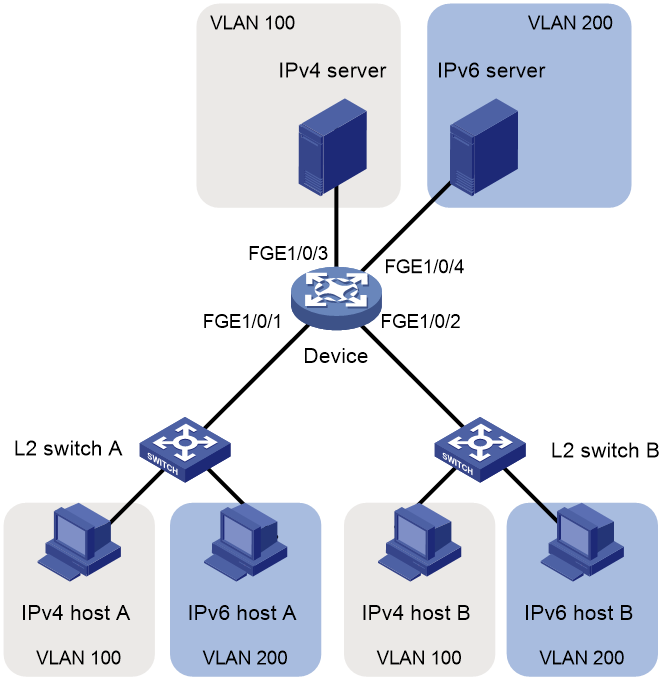 VLAN 100
VLAN 200
IPv4 server
IPv6 server
FGE1/0/3
FGE1/0/4
FGE1/0/1
FGE1/0/2
Device
L2 switch A
SWITCH
SWITCH
L2 switch B
IPv4 host A
IPv6 host A
IPv4 host B
IPv6 host B
VLAN 100
VLAN 200
VLAN 100
VLAN 200